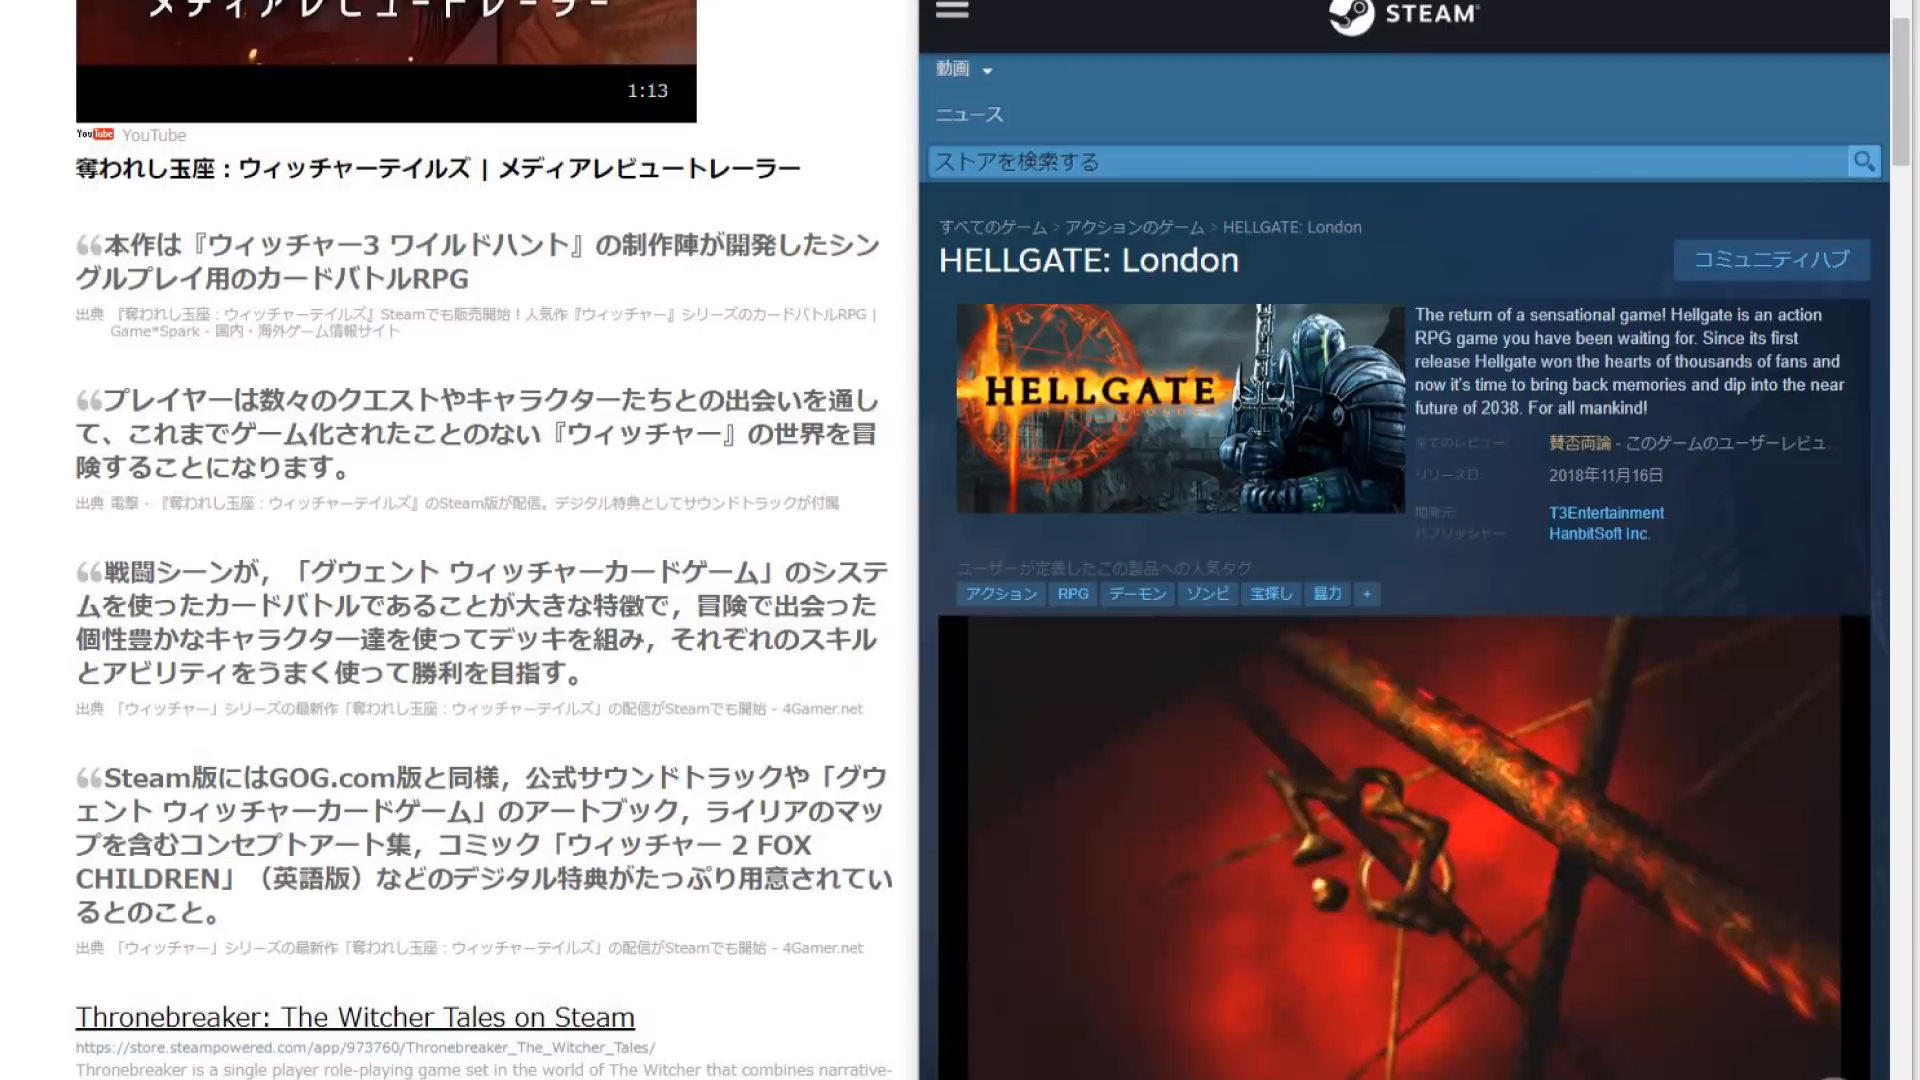 メディアレビュートレーラー
1:13
YouTube YouTube
奪われし玉座：ウィッチャーテイルズ | メディアレビュートレーラー
本作は『ウィッチャー3 ワイルドハント』の制作陣が開発したシン
グルプレイ用のカードバトルRPG
出典 『奪われし玉座：ウィッチャーテイルズ』Steamでも販売開始！人気作『ウィッチャー』シリーズのカードバトルRPG |
Game*Spark - 国内・海外ゲーム情報サイト
プレイヤーは数々のクエストやキャラクターたちとの出会いを通し
て、これまでゲーム化されたことのない『ウィッチャー』の世界を冒
険することになります。
出典 電撃 - 『奪われし玉座：ウィッチャーテイルズ』のSteam版が配信。デジタル特典としてサウンドトラックが付属
戦闘シーンが，「グウェント ウィッチャーカードゲーム」のシステ
ムを使ったカードバトルであることが大きな特徴で，冒険で出会った
個性豊かなキャラクター達を使ってデッキを組み，それぞれのスキル
とアビリティをうまく使って勝利を目指す。
出典 「ウィッチャー」シリーズの最新作「奪われし玉座：ウィッチャーテイルズ」の配信がSteamでも開始 - 4Gamer.net
Steam版にはGOG.com版と同様，公式サウンドトラックや「グウ
ェント ウィッチャーカードゲーム」のアートブック，ライリアのマッ
プを含むコンセプトアート集，コミック「ウィッチャー 2 FOX
CHILDREN」（英語版）などのデジタル特典がたっぷり用意されてい
るとのこと。
出典 「ウィッチャー」シリーズの最新作「奪われし玉座：ウィッチャーテイルズ」の配信がSteamでも開始 - 4Gamer.net
Thronebreaker: The Witcher Tales on Steam
https://store.steampowered.com/app/973760/Thronebreaker_The_Witcher_Tales/
Thronebreaker is a single player role-playing game set in the world of The Witcher that combines narrative-
STEAM
動画
ニュース
ストアを検索する
すべてのゲーム > アクションのゲーム > HELLGATE: London
HELLGATE: London
コミュニティハブ
HELLGATE
LONDON
The return of a sensational game! Hellgate is an action
RPG game you have been waiting for. Since its first
release Hellgate won the hearts of thousands of fans and
now it's time to bring back memories and dip into the near
future of 2038. For all mankind!
全てのレビュー: 賛否両論 - このゲームのユーザーレビュ...
リリース日: 2018年11月16日
開発元: T3Entertainment
パブリッシャー: HanbitSoft Inc.
ユーザーが定義したこの製品への人気タグ
アクション RPG デーモン ゾンビ 宝探し 暴力 +